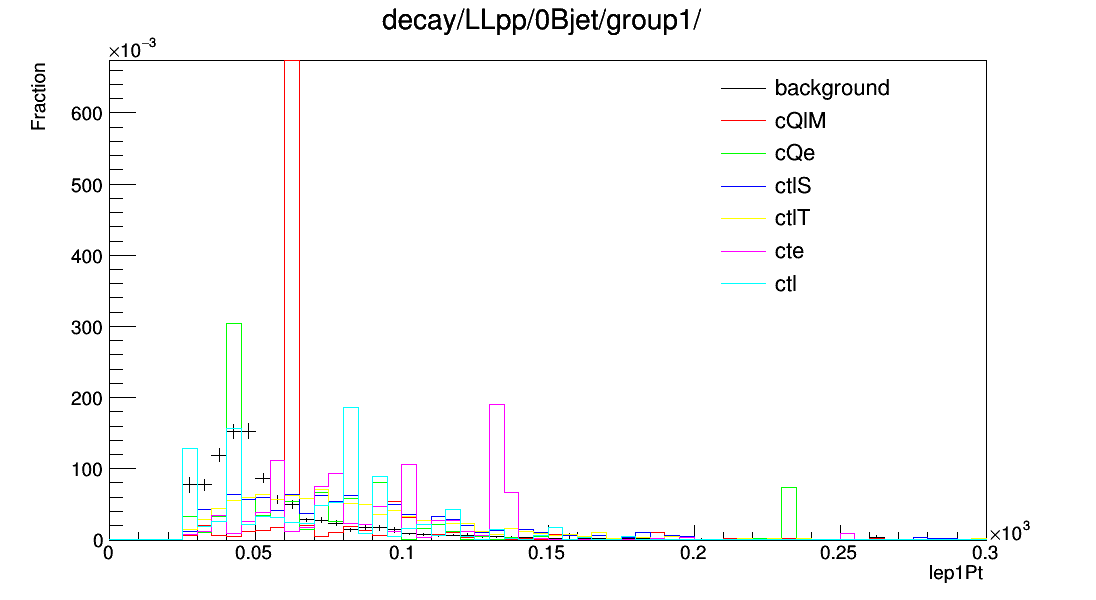 decay/LLpp/0Bjet/group1/
×10⁻³
Fraction
background
cQlM
cQe
ctlS
ctlT
cte
ctl
600
500
400
300
200
100
0
0 0.05 0.1 0.15 0.2 0.25 0.3 ×10³
lep1Pt